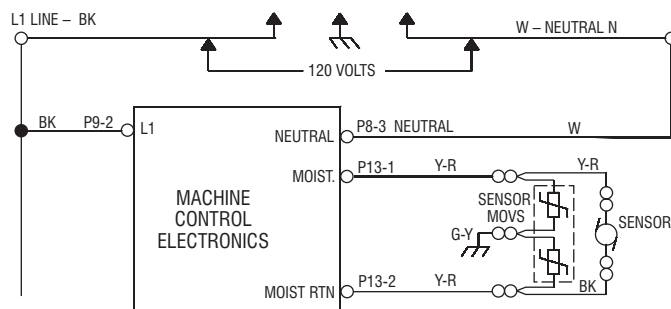 L1 LINE – BK
W – NEUTRAL N
120 VOLTS
BK P9-2 L1
NEUTRAL P8-3 NEUTRAL W
MOIST. P13-1 Y-R Y-R
MACHINE
CONTROL
ELECTRONICS
SENSOR
MOVS
SENSOR
G-Y
MOIST RTN P13-2 Y-R BK